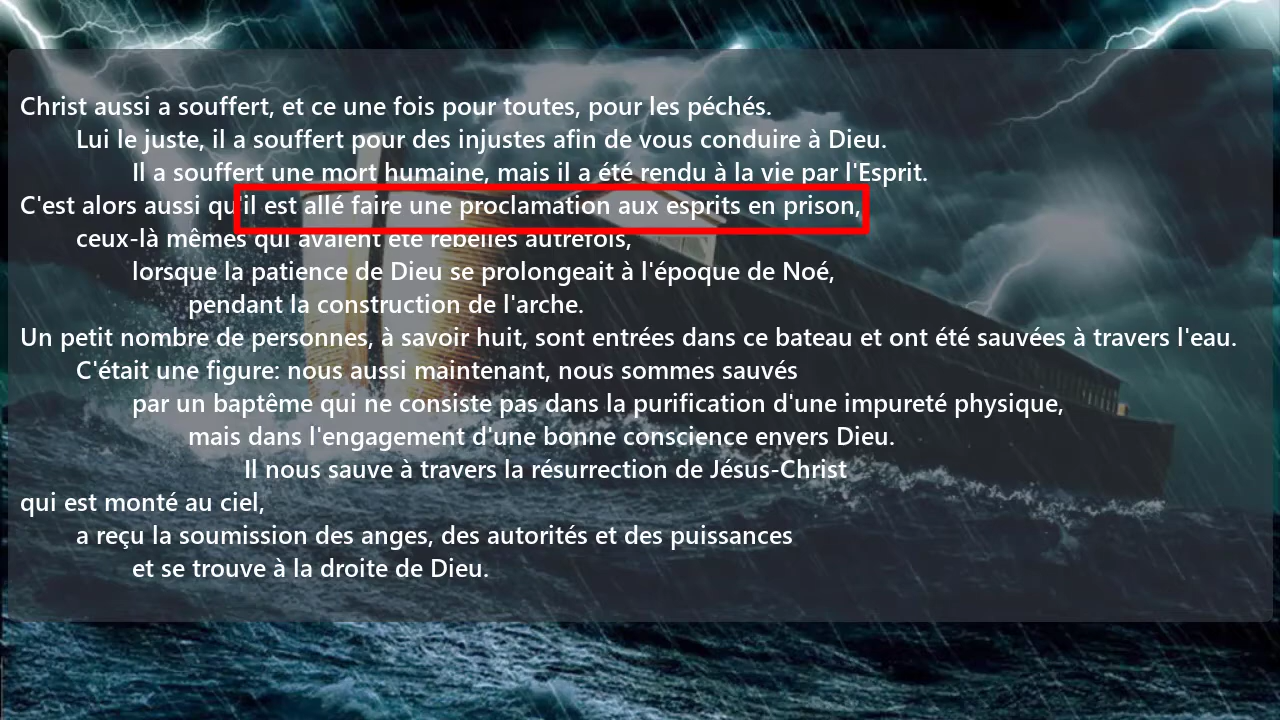 Christ aussi a souffert, et ce une fois pour toutes, pour les péchés.
Lui le juste, il a souffert pour des injustes afin de vous conduire à Dieu.
Il a souffert une mort humaine, mais il a été rendu à la vie par l'Esprit.
C'est alors aussi qu'il est allé faire une proclamation aux esprits en prison,
ceux-là mêmes qui avaient été rebelles autrefois,
lorsque la patience de Dieu se prolongeait à l'époque de Noé,
pendant la construction de l'arche.
Un petit nombre de personnes, à savoir huit, sont entrées dans ce bateau et ont été sauvées à travers l'eau.
C'était une figure: nous aussi maintenant, nous sommes sauvés
par un baptême qui ne consiste pas dans la purification d'une impureté physique,
mais dans l'engagement d'une bonne conscience envers Dieu.
Il nous sauve à travers la résurrection de Jésus-Christ
qui est monté au ciel,
a reçu la soumission des anges, des autorités et des puissances
et se trouve à la droite de Dieu.